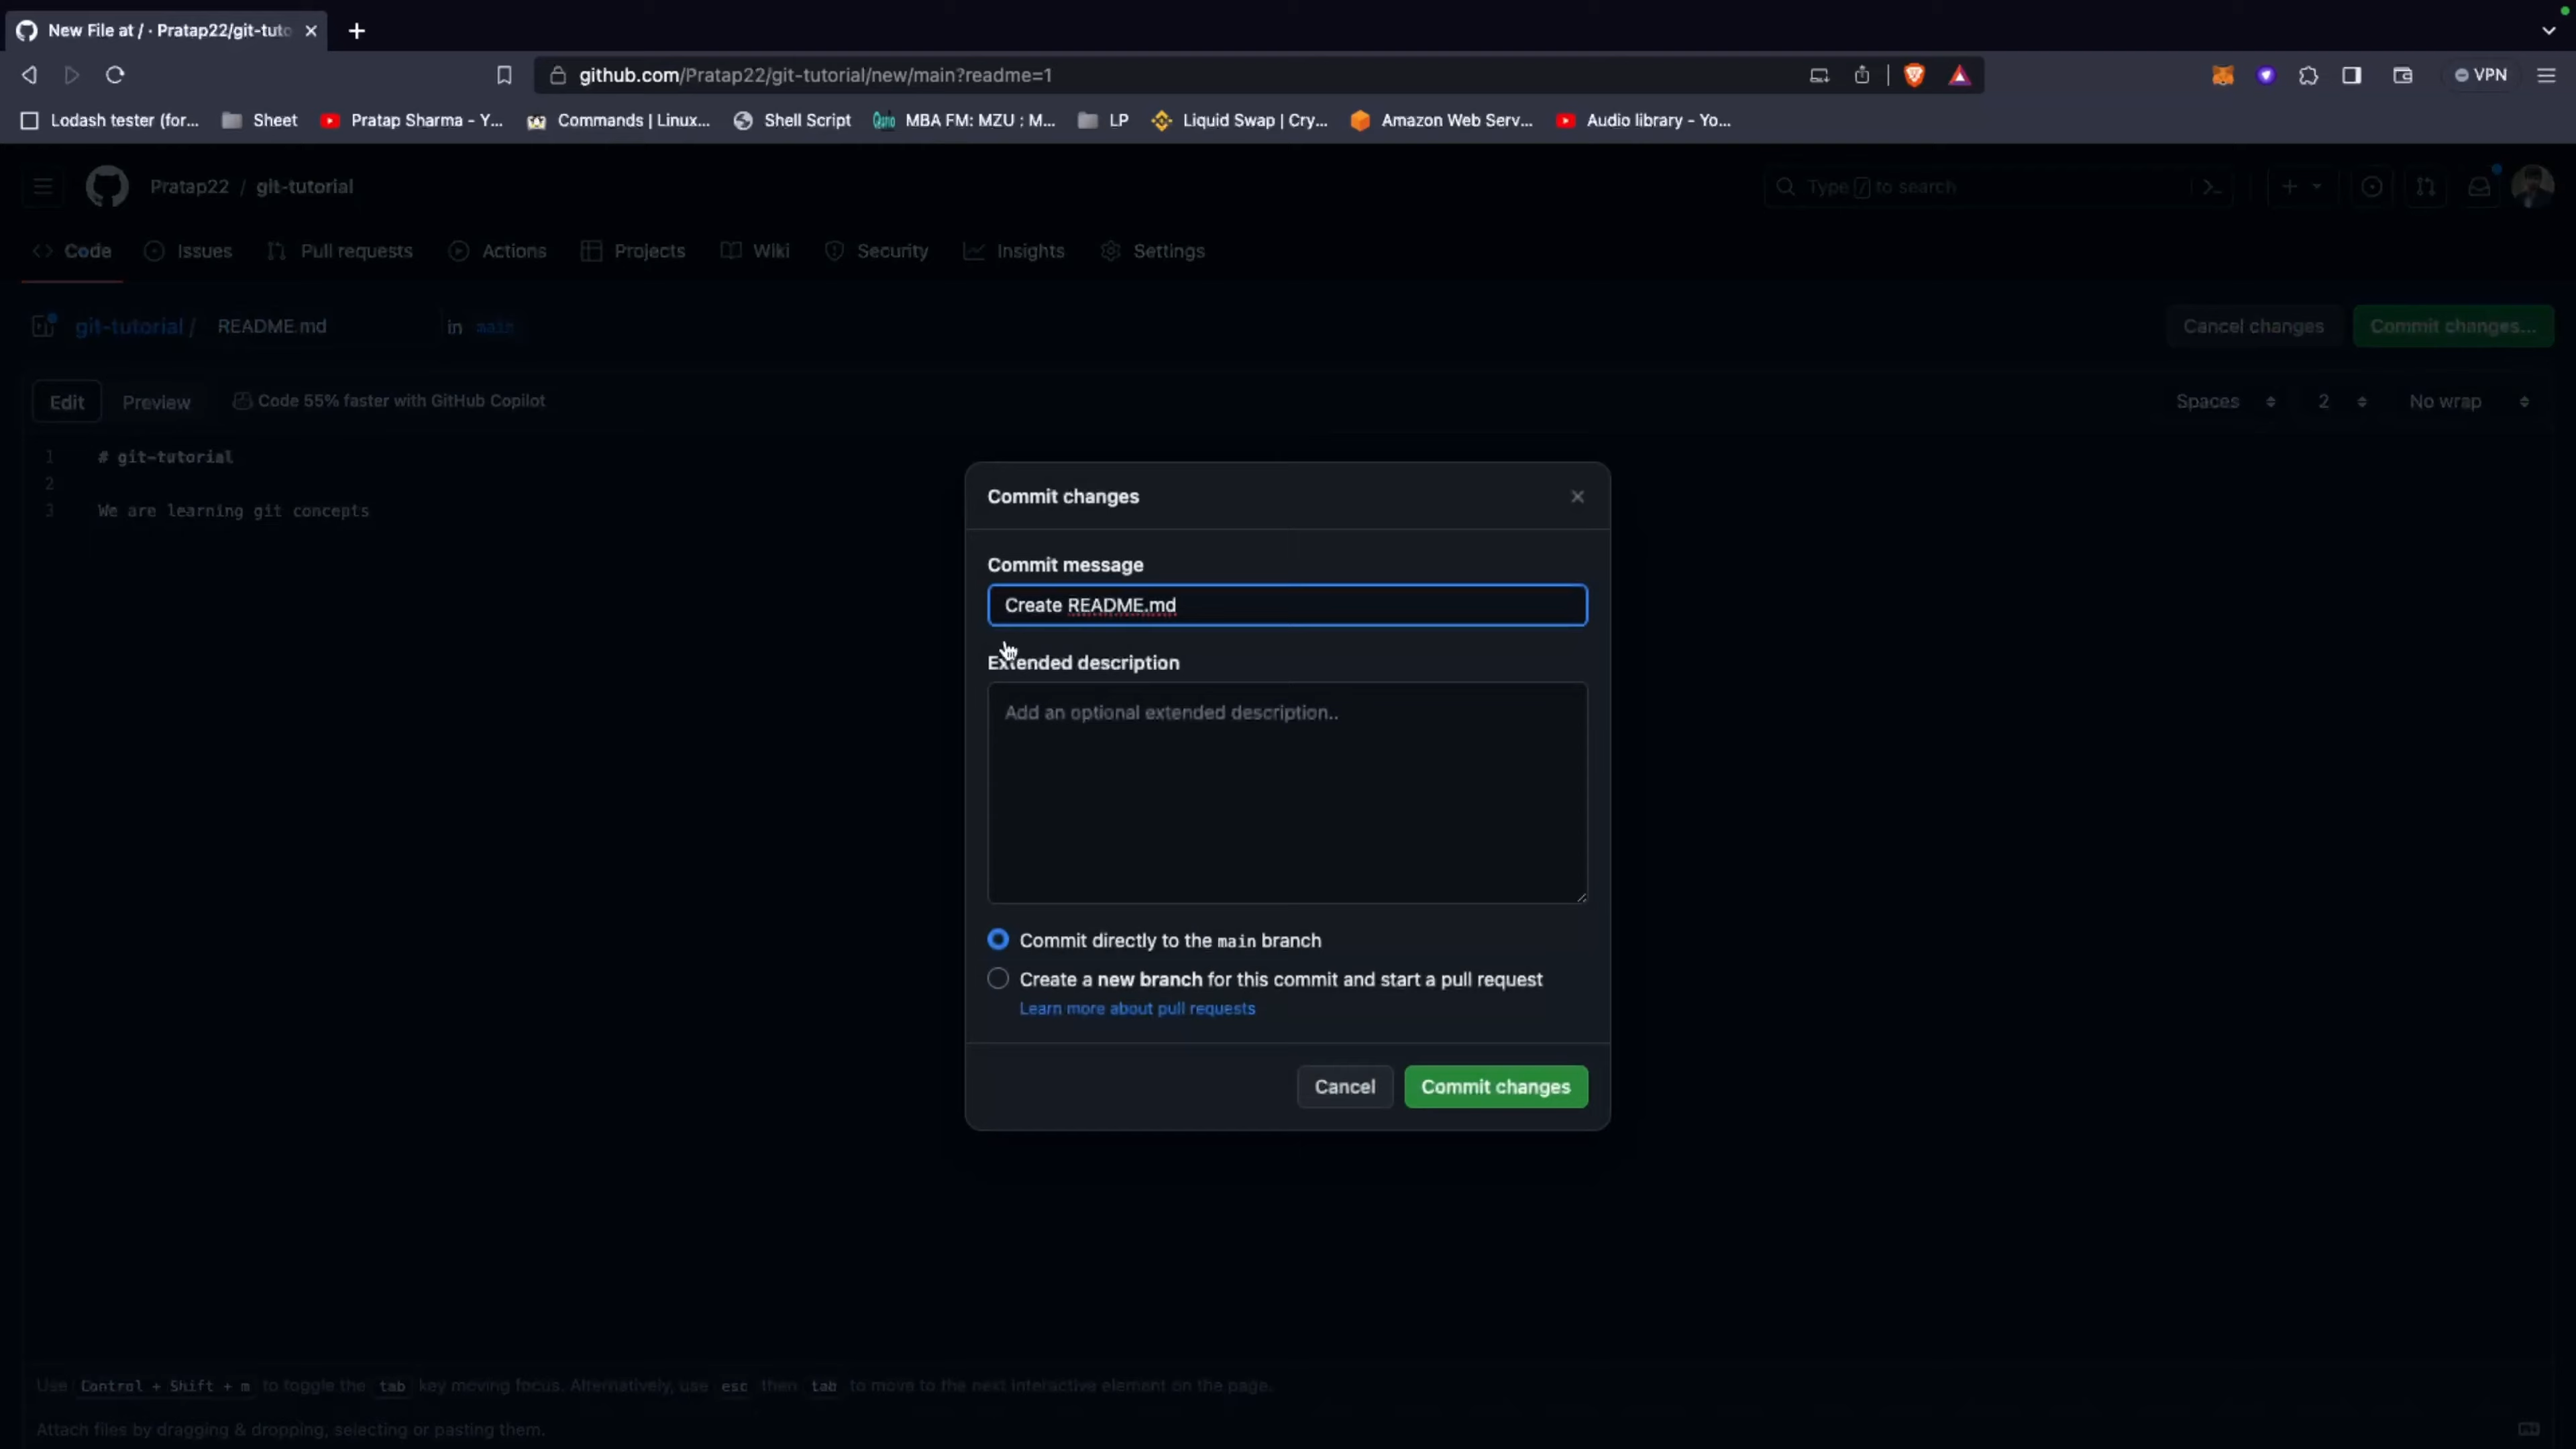 New File at / · Pratap22/git-tuto
github.com/Pratap22/git-tutorial/new/main?readme=1
VPN
Lodash tester (for... Sheet Pratap Sharma - Y... Commands | Linux... Shell Script MBA FM: MZU : M... LP Liquid Swap | Cry... Amazon Web Serv... Audio library - Yo...
Pratap22 / git-tutorial
Type / to search
Code Issues Pull requests Actions Projects Wiki Security Insights Settings
git-tutorial / README.md in main
Cancel changes Commit changes...
Edit Preview Code 55% faster with GitHub Copilot
Spaces 2 No wrap
1 # git-tutorial
2
3 We are learning git concepts
Commit changes
Commit message
Create README.md
Extended description
Add an optional extended description..
Commit directly to the main branch
Create a new branch for this commit and start a pull request
Learn more about pull requests
Cancel Commit changes
Use Control + Shift + m to toggle the tab key moving focus. Alternatively, use esc then tab to move to the next interactive element on the page.
Attach files by dragging & dropping, selecting or pasting them.